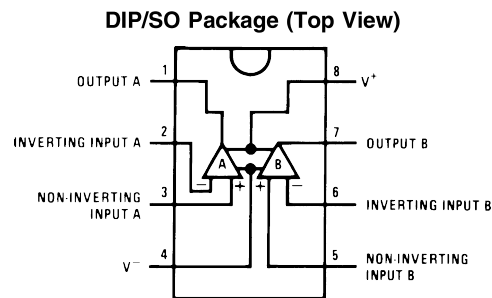 DIP/SO Package (Top View)
1
OUTPUT A
8
V+
2
INVERTING INPUT A
7
OUTPUT B
A
B
− + + −
3
NON-INVERTING
INPUT A
6
INVERTING INPUT B
4
V−
5
NON-INVERTING
INPUT B